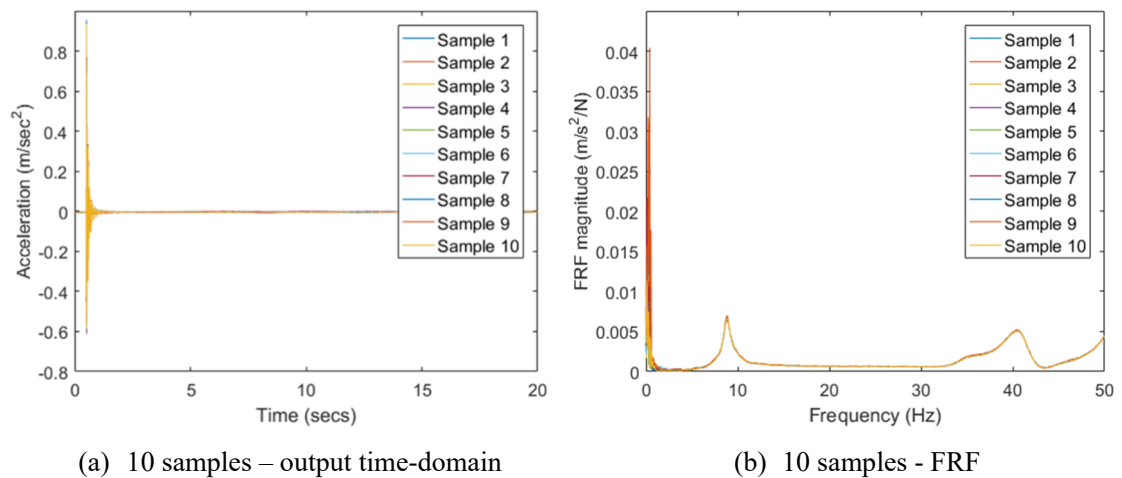 (a)
0.8
0.6
0.4
0.2
0
-0.2
-0.4
-0.6
-0.8
Acceleration (m/sec²)
0 5 10 15 20
Time (secs)
Sample 1
Sample 2
Sample 3
Sample 4
Sample 5
Sample 6
Sample 7
Sample 8
Sample 9
Sample 10
(b)
0.04
0.035
0.03
0.025
0.02
0.015
0.01
0.005
0
FRF magnitude (m/s²/N)
0 10 20 30 40 50
Frequency (Hz)
Sample 1
Sample 2
Sample 3
Sample 4
Sample 5
Sample 6
Sample 7
Sample 8
Sample 9
Sample 10
(a) 10 samples – output time-domain
(b) 10 samples - FRF